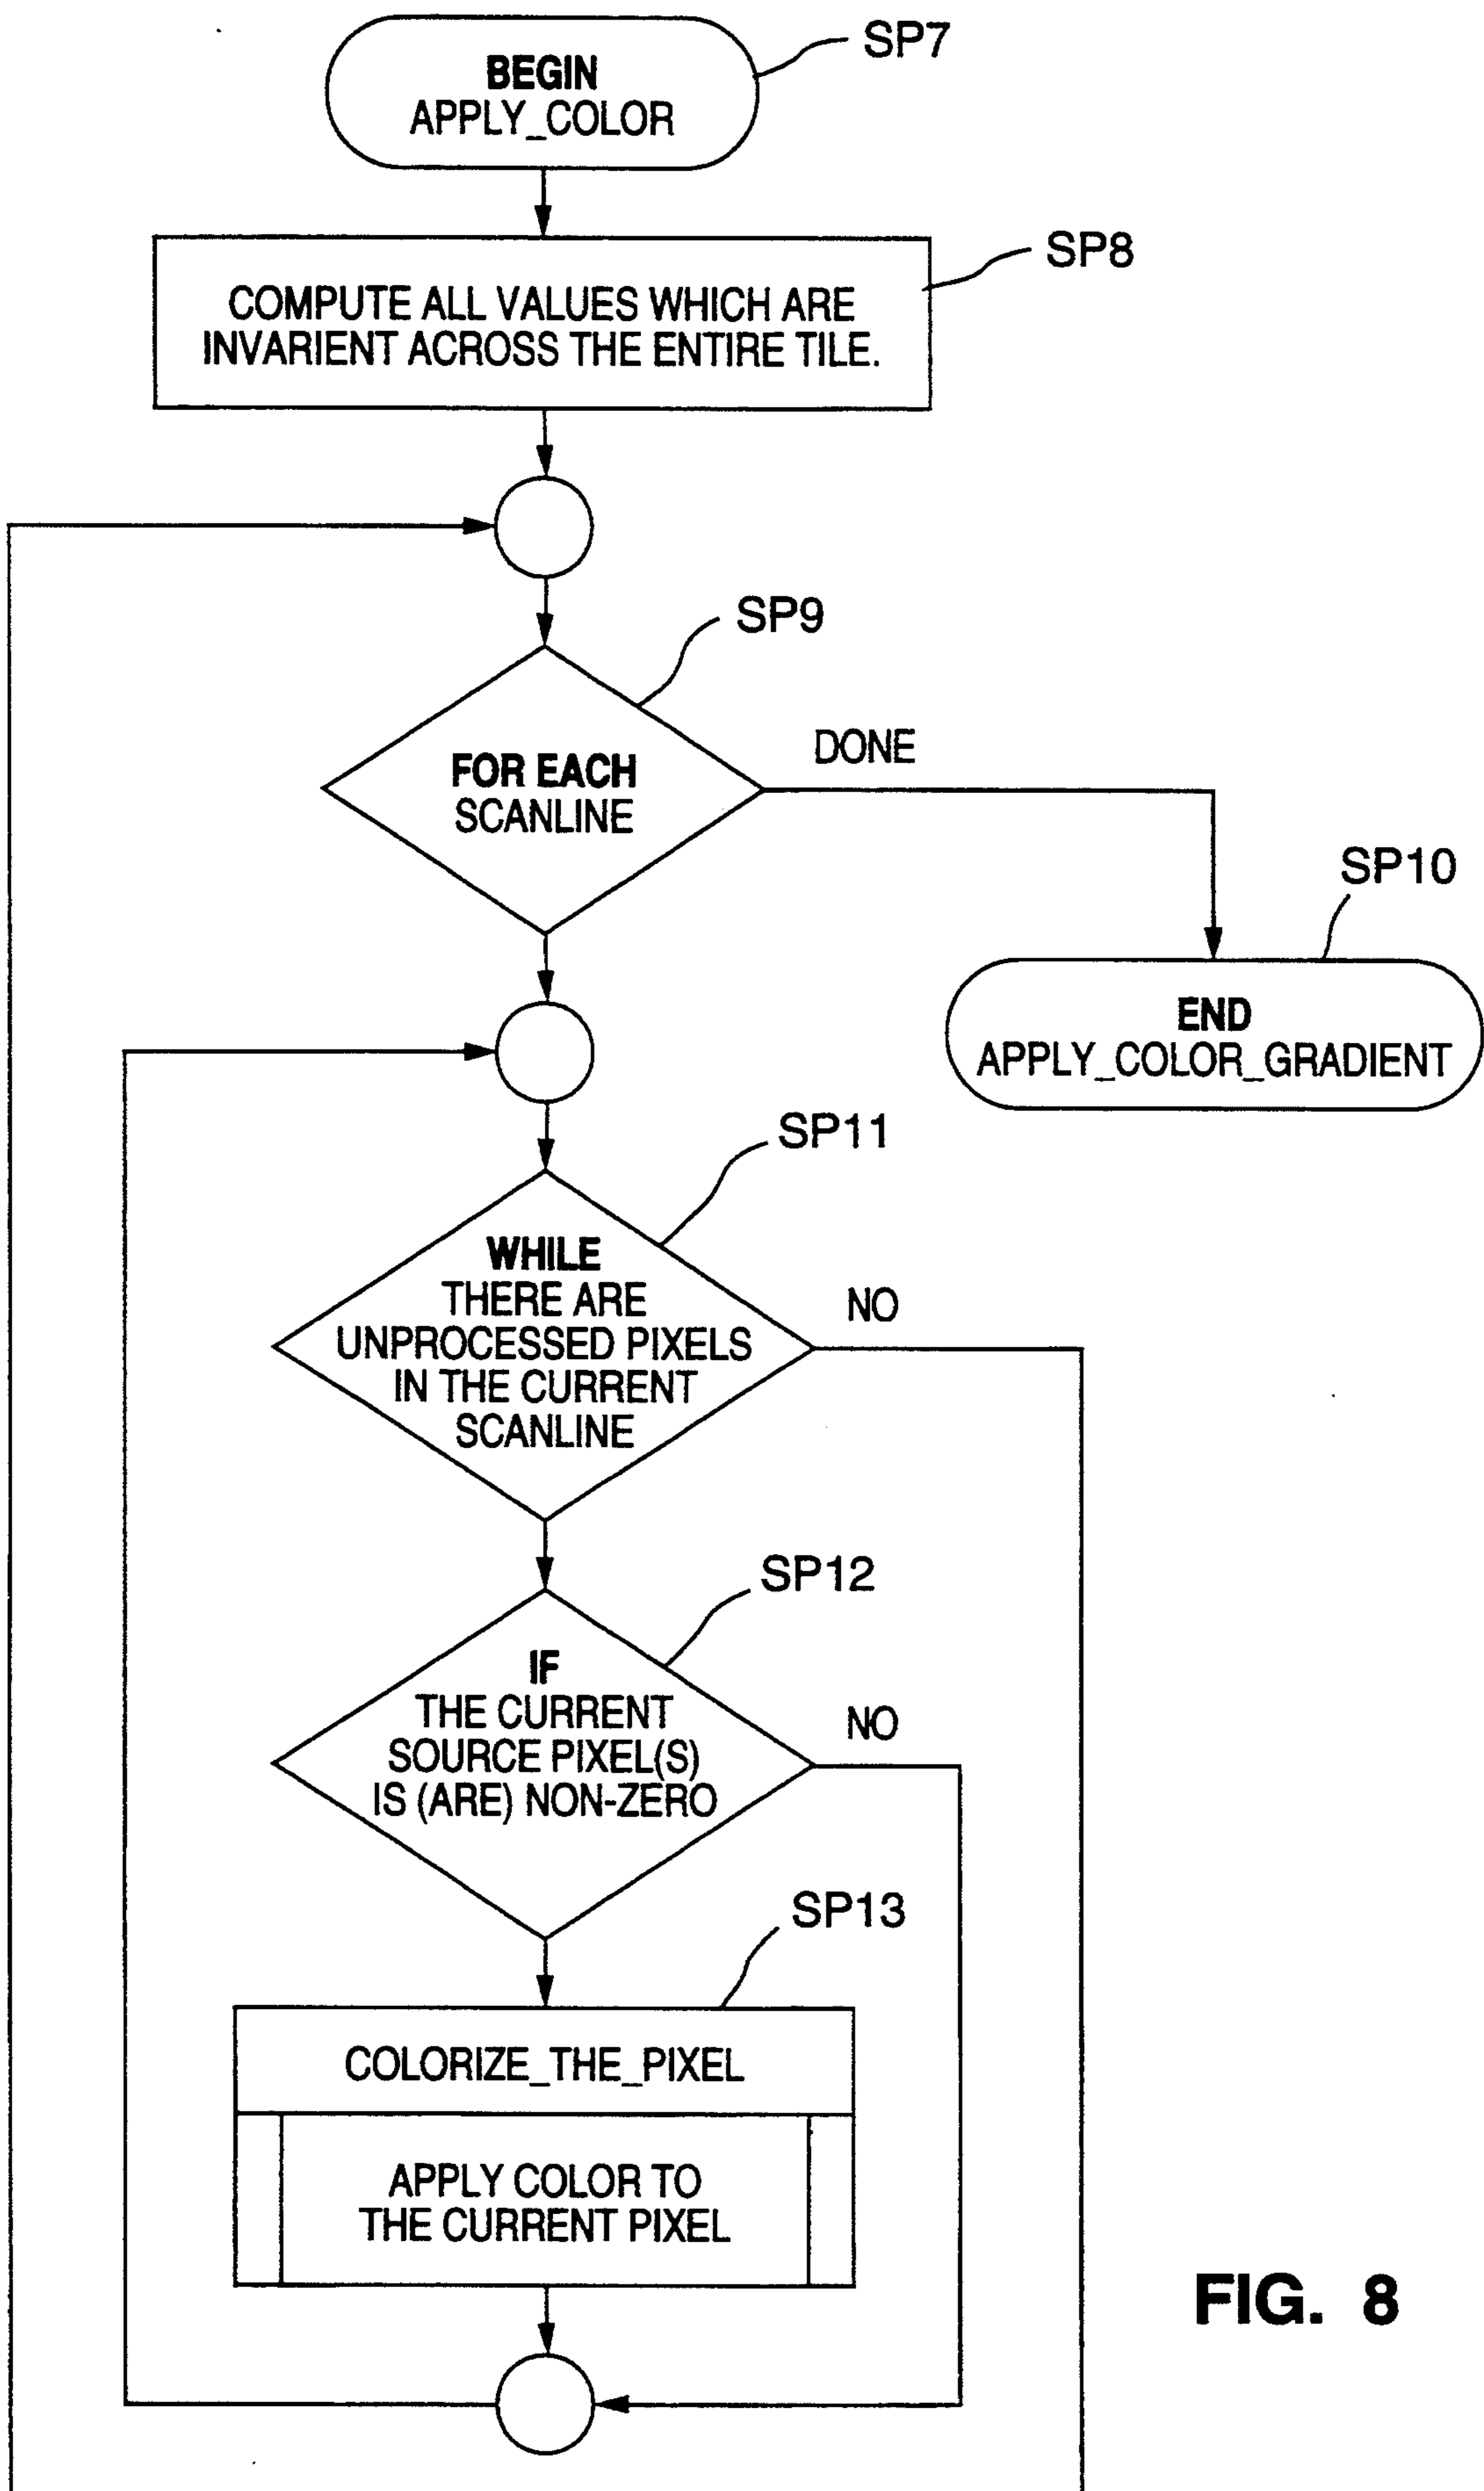 SP7
BEGIN
APPLY_COLOR
SP8
COMPUTE ALL VALUES WHICH ARE
INVARIENT ACROSS THE ENTIRE TILE.
SP9
FOR EACH
SCANLINE
DONE
SP10
END
APPLY_COLOR_GRADIENT
SP11
WHILE
THERE ARE
UNPROCESSED PIXELS
IN THE CURRENT
SCANLINE
NO
SP12
IF
THE CURRENT
SOURCE PIXEL(S)
IS (ARE) NON-ZERO
NO
SP13
COLORIZE_THE_PIXEL
APPLY COLOR TO
THE CURRENT PIXEL
FIG. 8